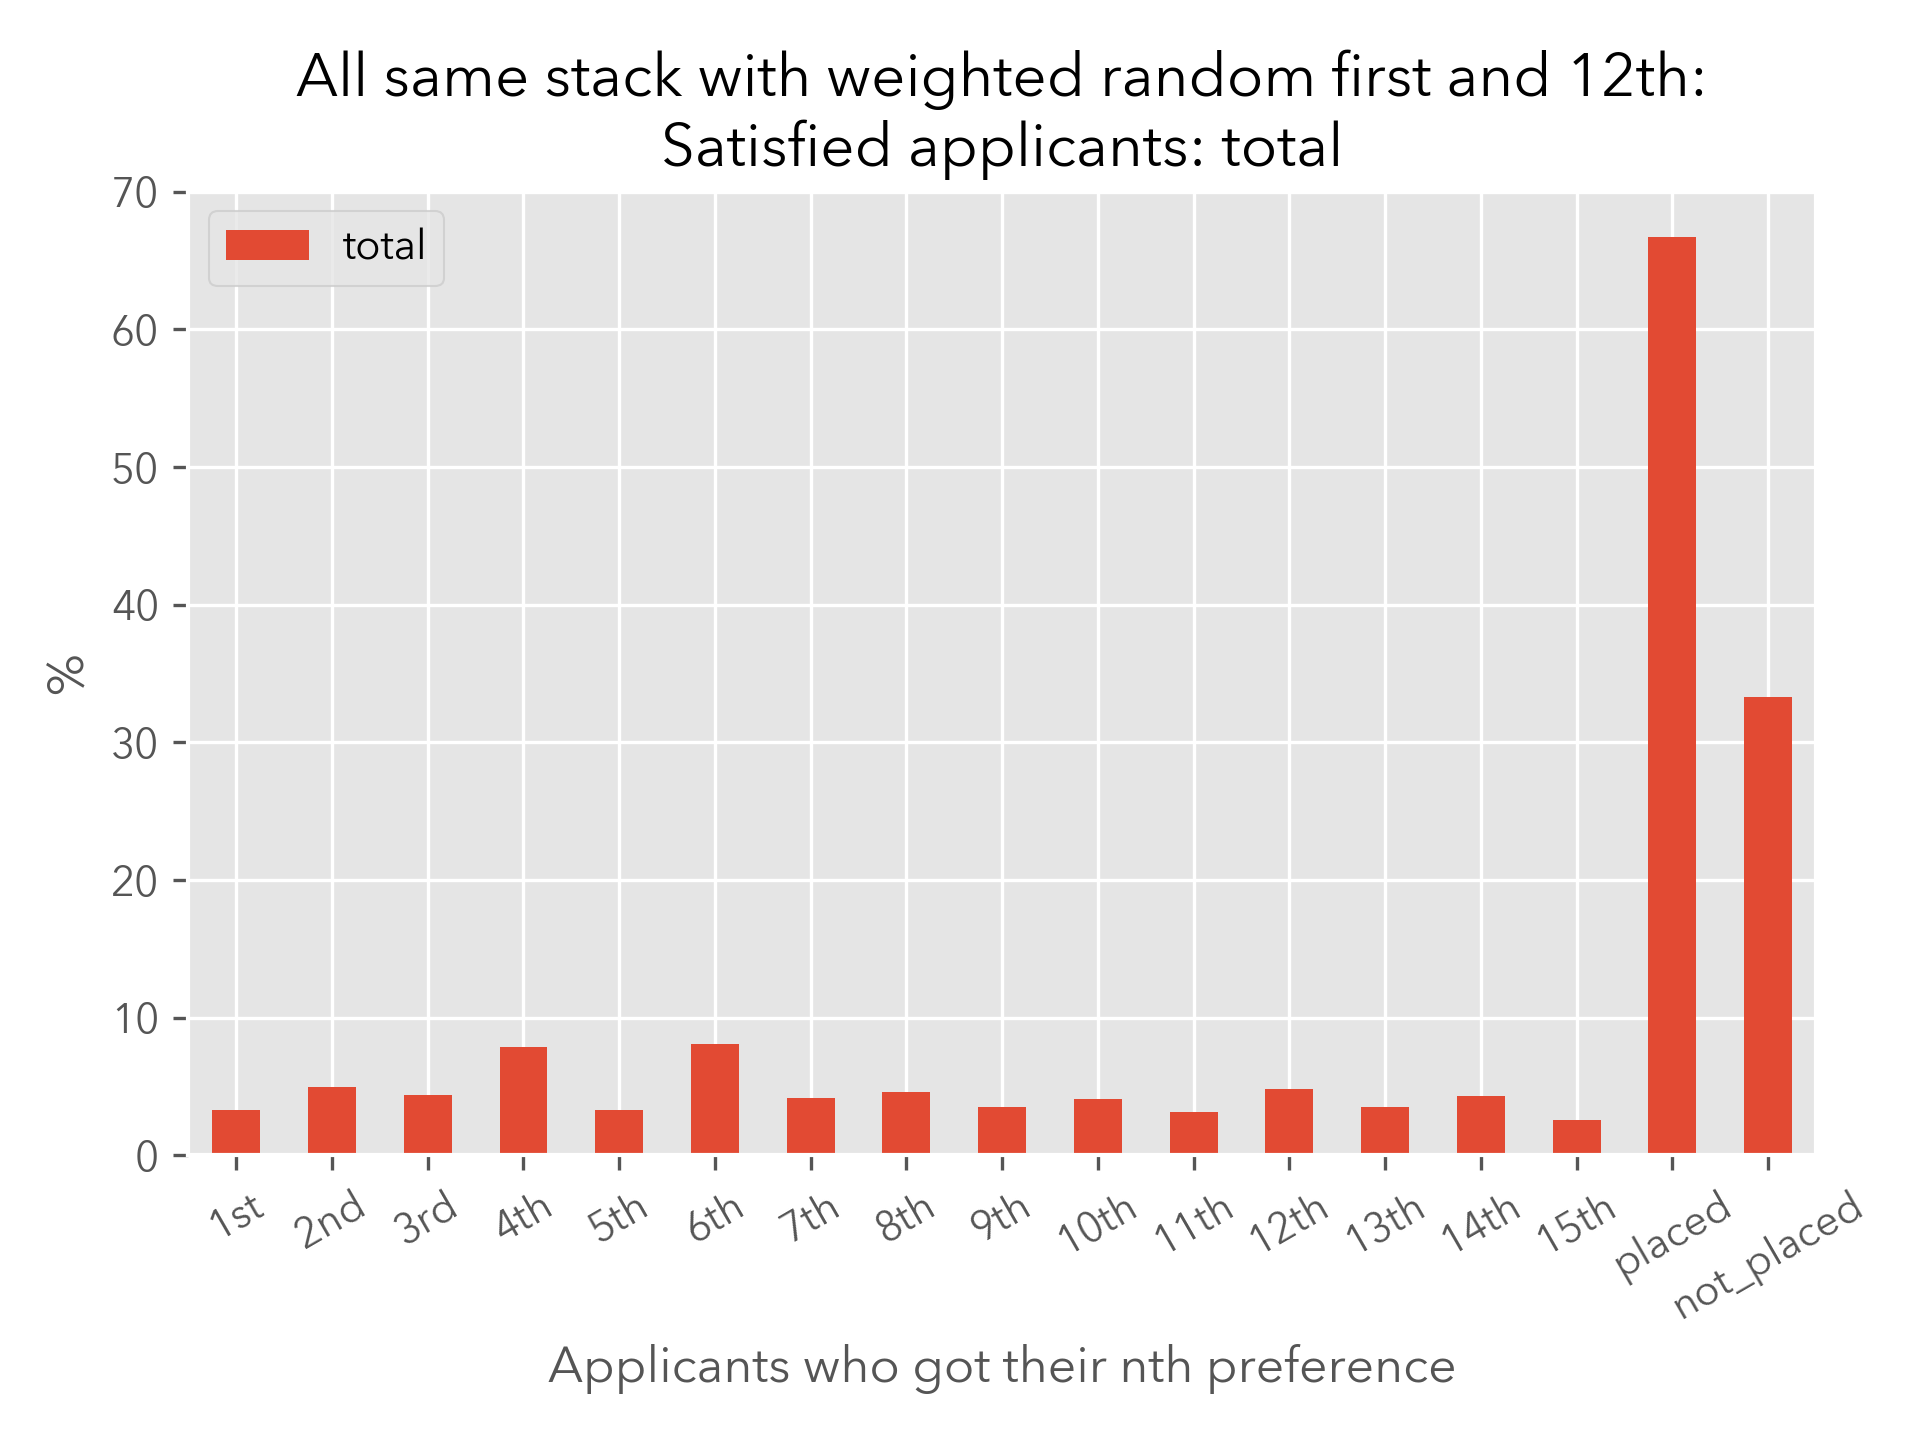 All same stack with weighted random first and 12th:
Satisfied applicants: total
total
70
60
50
40
30
20
10
0
%
1st
2nd
3rd
4th
5th
6th
7th
8th
9th
10th
11th
12th
13th
14th
15th
placed
not_placed
Applicants who got their nth preference